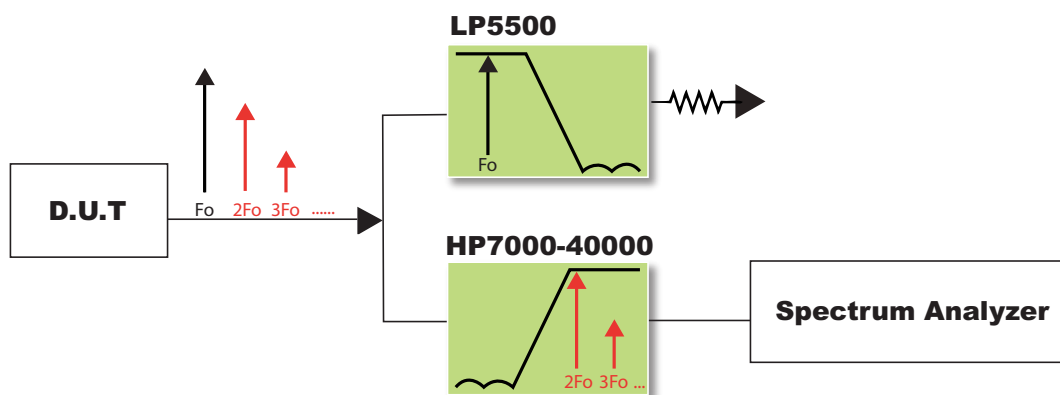 LP5500
Fo
D.U.T
Fo 2Fo 3Fo ......
HP7000-40000
2Fo 3Fo ...
Spectrum Analyzer